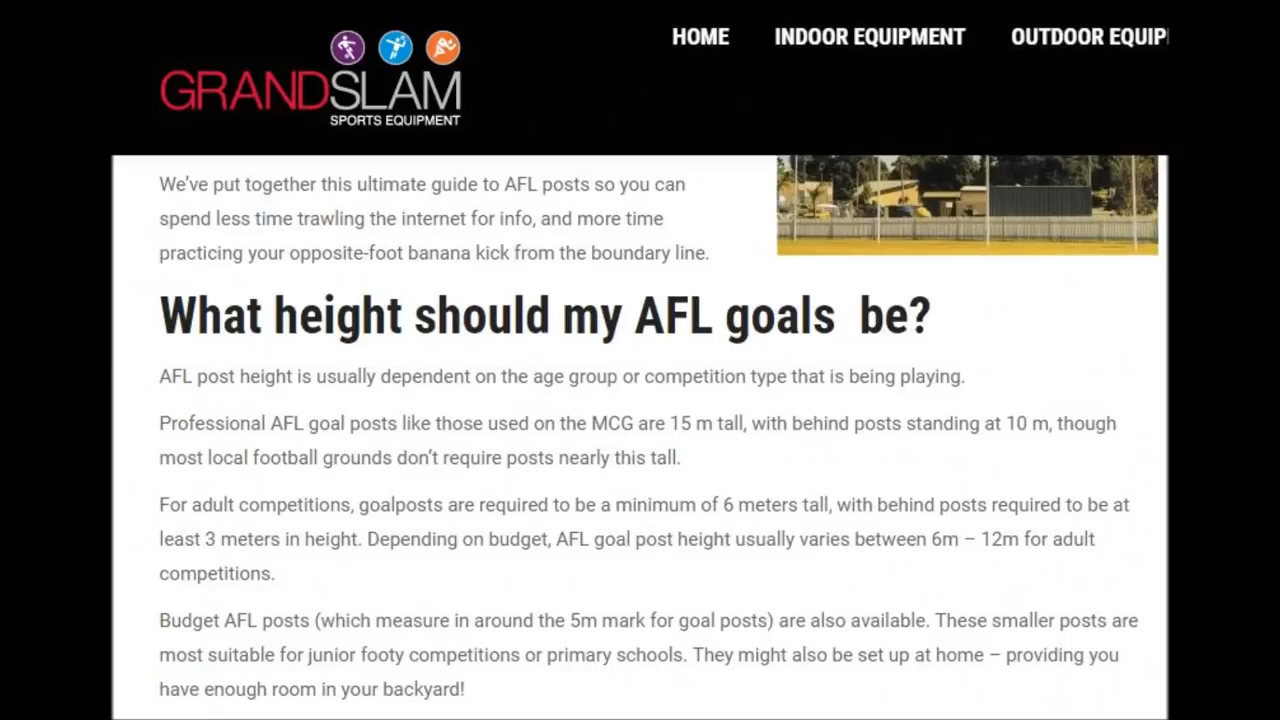 HOME INDOOR EQUIPMENT OUTDOOR EQUIP
GRANDSLAM
SPORTS EQUIPMENT
We’ve put together this ultimate guide to AFL posts so you can
spend less time trawling the internet for info, and more time
practicing your opposite-foot banana kick from the boundary line.
What height should my AFL goals be?
AFL post height is usually dependent on the age group or competition type that is being playing.
Professional AFL goal posts like those used on the MCG are 15 m tall, with behind posts standing at 10 m, though
most local football grounds don’t require posts nearly this tall.
For adult competitions, goalposts are required to be a minimum of 6 meters tall, with behind posts required to be at
least 3 meters in height. Depending on budget, AFL goal post height usually varies between 6m – 12m for adult
competitions.
Budget AFL posts (which measure in around the 5m mark for goal posts) are also available. These smaller posts are
most suitable for junior footy competitions or primary schools. They might also be set up at home – providing you
have enough room in your backyard!